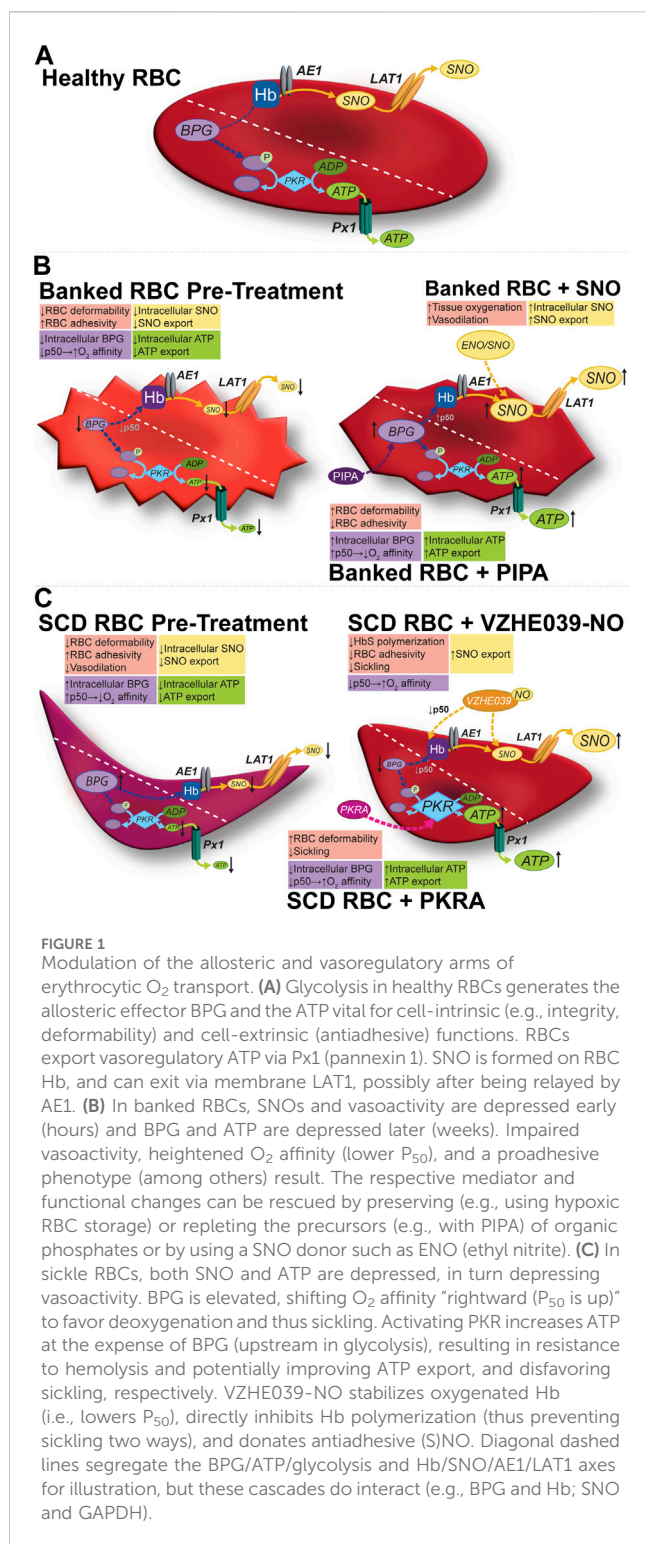 A
Healthy RBC
AE1
LAT1
SNO
Hb
SNO
BPG
P
PKR
ADP
ATP
Px1
ATP
B
Banked RBC Pre-Treatment
↓RBC deformability
↑RBC adhesivity
↓Intracellular SNO
↓SNO export
↓Intracellular BPG
↓p50→↑O₂ affinity
↓Intracellular ATP
↓ATP export
AE1
LAT1
SNO ↓
Hb
SNO ↓
↓ BPG
↓p50
P
PKR
ADP
ATP ↓
Px1
ATP ↓
Banked RBC + SNO
↑Tissue oxygenation
↑Vasodilation
↑Intracellular SNO
↑SNO export
ENO/SNO
AE1
LAT1
SNO ↑
Hb
↑ SNO
↑p50
↑ BPG
P
PKR
ADP
ATP ↑
PIPA
Px1
ATP ↑
↑RBC deformability
↓RBC adhesivity
↑Intracellular BPG
↑p50→↓O₂ affinity
↑Intracellular ATP
↑ATP export
Banked RBC + PIPA
C
SCD RBC Pre-Treatment
↓RBC deformability
↑RBC adhesivity
↓Vasodilation
↓Intracellular SNO
↓SNO export
↑Intracellular BPG
↑p50→↓O₂ affinity
↓Intracellular ATP
↓ATP export
AE1
LAT1
SNO ↓
Hb
SNO ↓
BPG ↑
P
PKR
ADP
ATP ↓
Px1
ATP ↓
SCD RBC + VZHE039-NO
↓HbS polymerization
↓RBC adhesivity
↓Sickling
↑SNO export
↓p50→↑O₂ affinity
VZHE039
NO
↓p50
AE1
LAT1
SNO ↑
Hb
SNO
↓ BPG
↓p50
P
PKR
ADP
ATP
PKRA
Px1
ATP ↑
↑RBC deformability
↓Sickling
↓Intracellular BPG
↓p50→↑O₂ affinity
↑Intracellular ATP
↑ATP export
SCD RBC + PKRA
FIGURE 1
Modulation of the allosteric and vasoregulatory arms of
erythrocytic O₂ transport. (A) Glycolysis in healthy RBCs generates the
allosteric effector BPG and the ATP vital for cell-intrinsic (e.g., integrity,
deformability) and cell-extrinsic (antiadhesive) functions. RBCs
export vasoregulatory ATP via Px1 (pannexin 1). SNO is formed on RBC
Hb, and can exit via membrane LAT1, possibly after being relayed by
AE1. (B) In banked RBCs, SNOs and vasoactivity are depressed early
(hours) and BPG and ATP are depressed later (weeks). Impaired
vasoactivity, heightened O₂ affinity (lower P₅₀), and a proadhesive
phenotype (among others) result. The respective mediator and
functional changes can be rescued by preserving (e.g., using hypoxic
RBC storage) or repleting the precursors (e.g., with PIPA) of organic
phosphates or by using a SNO donor such as ENO (ethyl nitrite). (C) In
sickle RBCs, both SNO and ATP are depressed, in turn depressing
vasoactivity. BPG is elevated, shifting O₂ affinity “rightward (P₅₀ is up)”
to favor deoxygenation and thus sickling. Activating PKR increases ATP
at the expense of BPG (upstream in glycolysis), resulting in resistance
to hemolysis and potentially improving ATP export, and disfavoring
sickling, respectively. VZHE039-NO stabilizes oxygenated Hb
(i.e., lowers P₅₀), directly inhibits Hb polymerization (thus preventing
sickling two ways), and donates antiadhesive (S)NO. Diagonal dashed
lines segregate the BPG/ATP/glycolysis and Hb/SNO/AE1/LAT1 axes
for illustration, but these cascades do interact (e.g., BPG and Hb; SNO
and GAPDH).